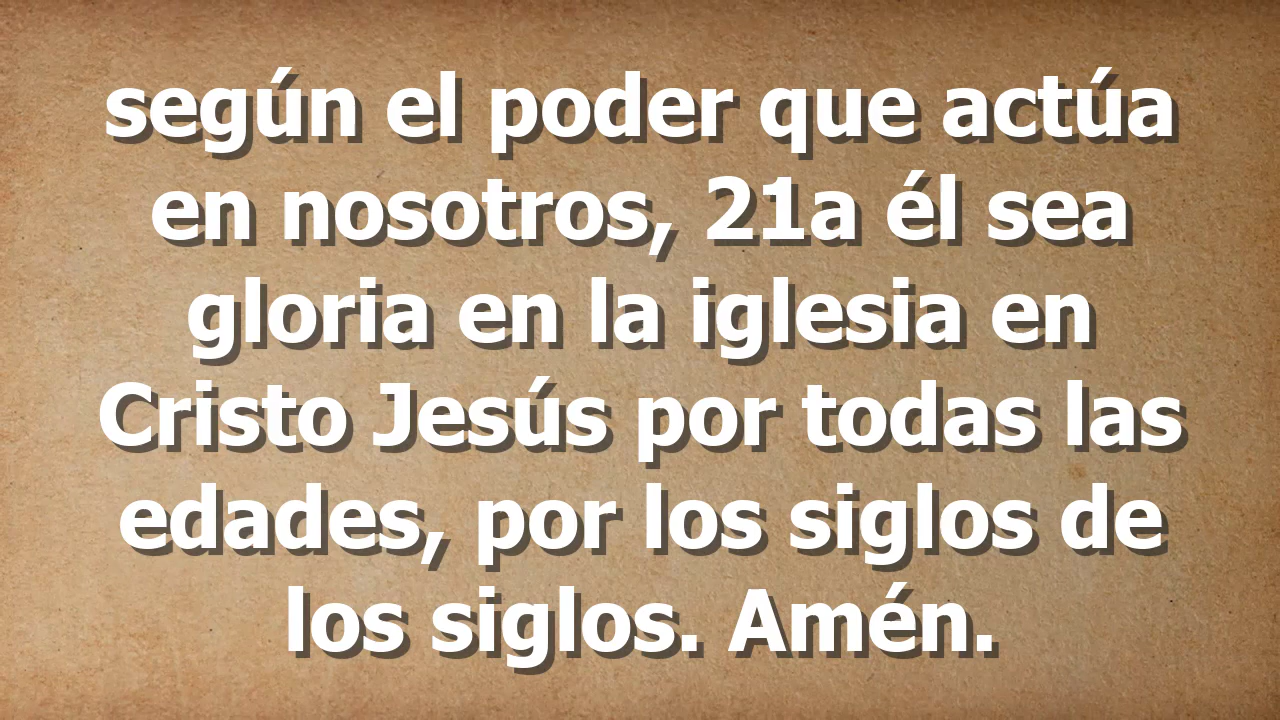 según el poder que actúa
en nosotros, 21a él sea
gloria en la iglesia en
Cristo Jesús por todas las
edades, por los siglos de
los siglos. Amén.